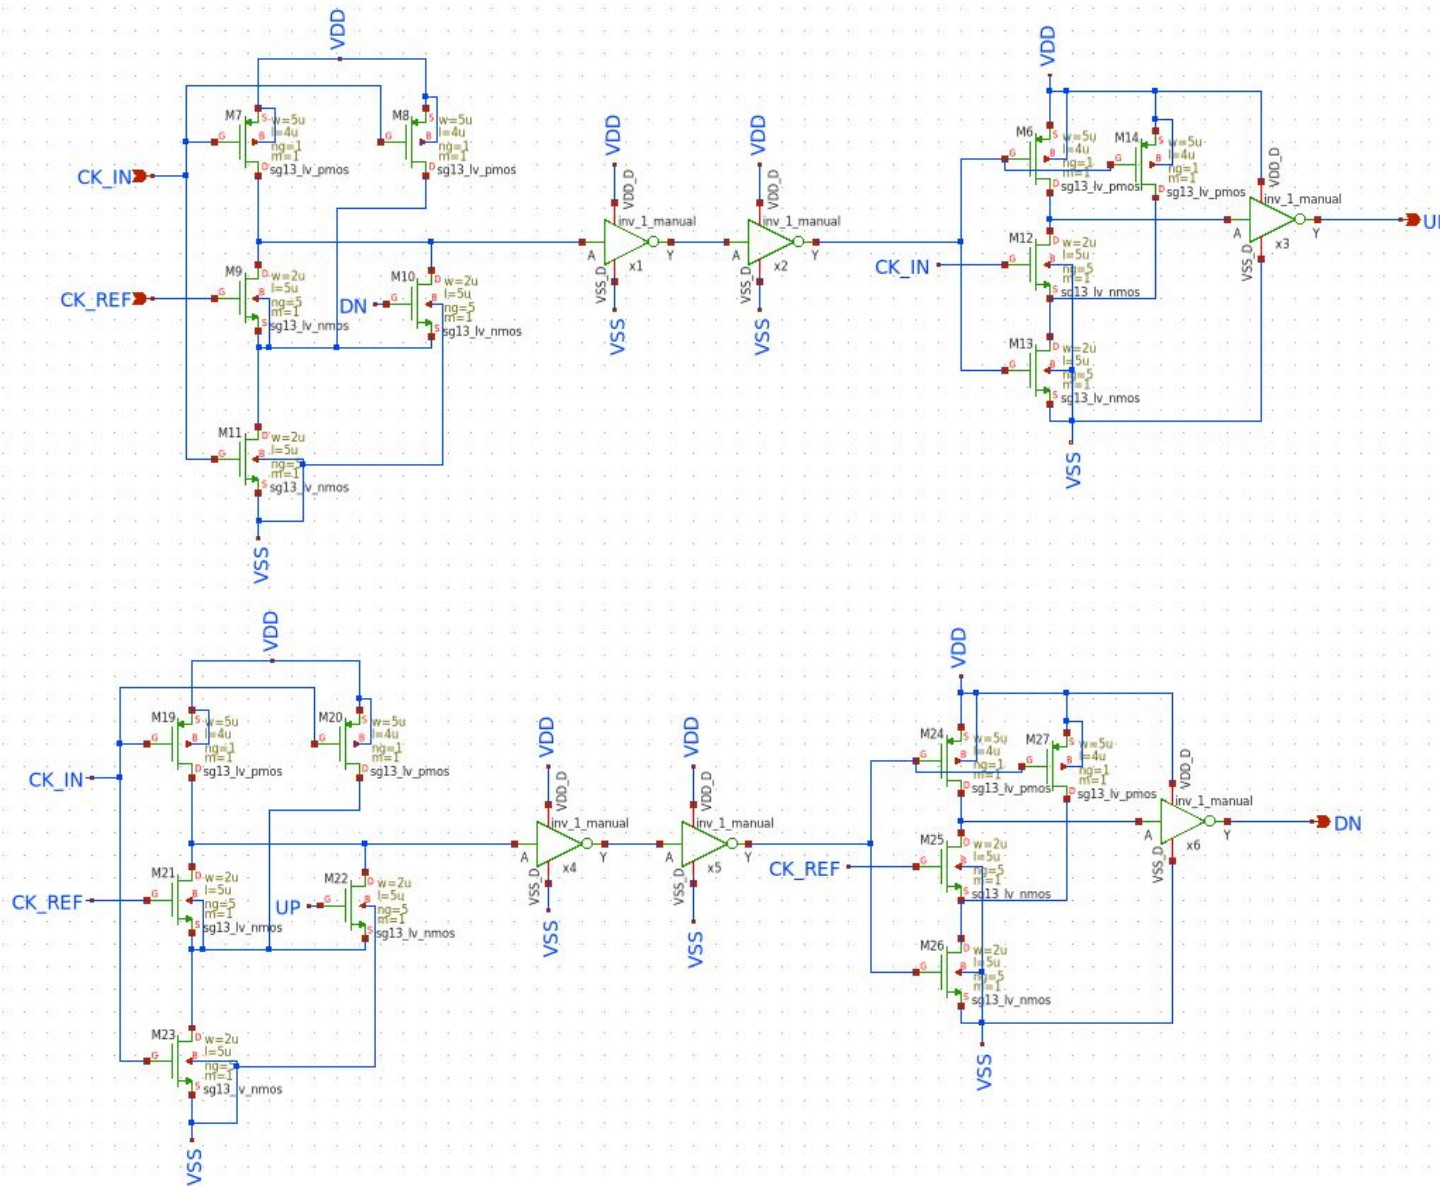 VDD
M7
S
w=5u
l=4u
G
B
ng=1
m=1
D
sg13_lv_pmos
M8
S
w=5u
l=4u
G
B
ng=1
m=1
D
sg13_lv_pmos
CK_IN
M9
D
w=2u
l=5u
G
B
ng=5
m=1
S
sg13_lv_nmos
CK_REF
M10
D
w=2u
l=5u
G
B
ng=5
m=1
S
sg13_lv_nmos
DN
M11
D
w=2u
l=5u
G
B
m=1
S
VSS
VDD
VDD_D
inv_1_manual
A
Y
x1
VSS_D
VSS
VDD
VDD_D
inv_1_manual
A
Y
x2
VSS_D
VSS
VDD
M6
S
w=5u
l=4u
G
B
ng=1
m=1
D
sg13_lv_pmos
M14
S
w=5u
l=4u
G
B
ng=1
m=1
D
sg13_lv_pmos
VDD_D
inv_1_manual
A
Y
x3
VSS_D
CK_IN
M12
D
w=2u
l=5u
G
B
ng=5
m=1
S
sg13_lv_nmos
M13
D
w=2u
l=5u
G
B
ng=5
m=1
S
sg13_lv_nmos
VSS
VDD
M19
S
w=5u
l=4u
G
B
ng=1
m=1
D
sg13_lv_pmos
M20
S
w=5u
l=4u
G
B
ng=1
m=1
D
sg13_lv_pmos
CK_IN
M21
D
w=2u
l=5u
G
B
ng=5
m=1
S
sg13_lv_nmos
CK_REF
M22
D
w=2u
l=5u
G
B
ng=5
m=1
S
sg13_lv_nmos
UP
M23
D
w=2u
l=5u
G
B
m=1
S
VSS
VDD
VDD_D
inv_1_manual
A
Y
x4
VSS_D
VSS
VDD
VDD_D
inv_1_manual
A
Y
x5
VSS_D
VSS
VDD
M24
S
w=5u
l=4u
G
B
ng=1
m=1
D
sg13_lv_pmos
M27
S
w=5u
l=4u
G
B
ng=1
m=1
D
sg13_lv_pmos
VDD_D
inv_1_manual
A
Y
x6
VSS_D
DN
CK_REF
M25
D
w=2u
l=5u
G
B
ng=5
m=1
S
sg13_lv_nmos
M26
D
w=2u
l=5u
G
B
ng=5
m=1
S
sg13_lv_nmos
VSS